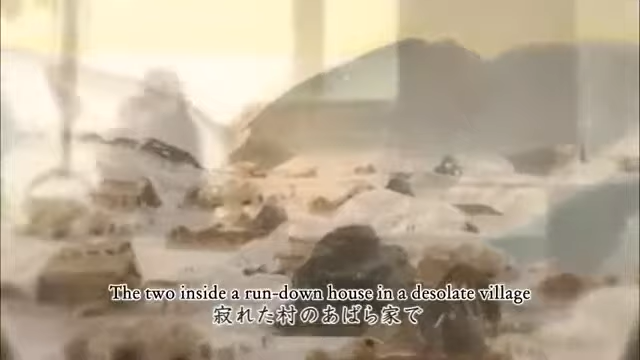 The two inside a run-down house in a desolate village
寂れた村のあばら家で